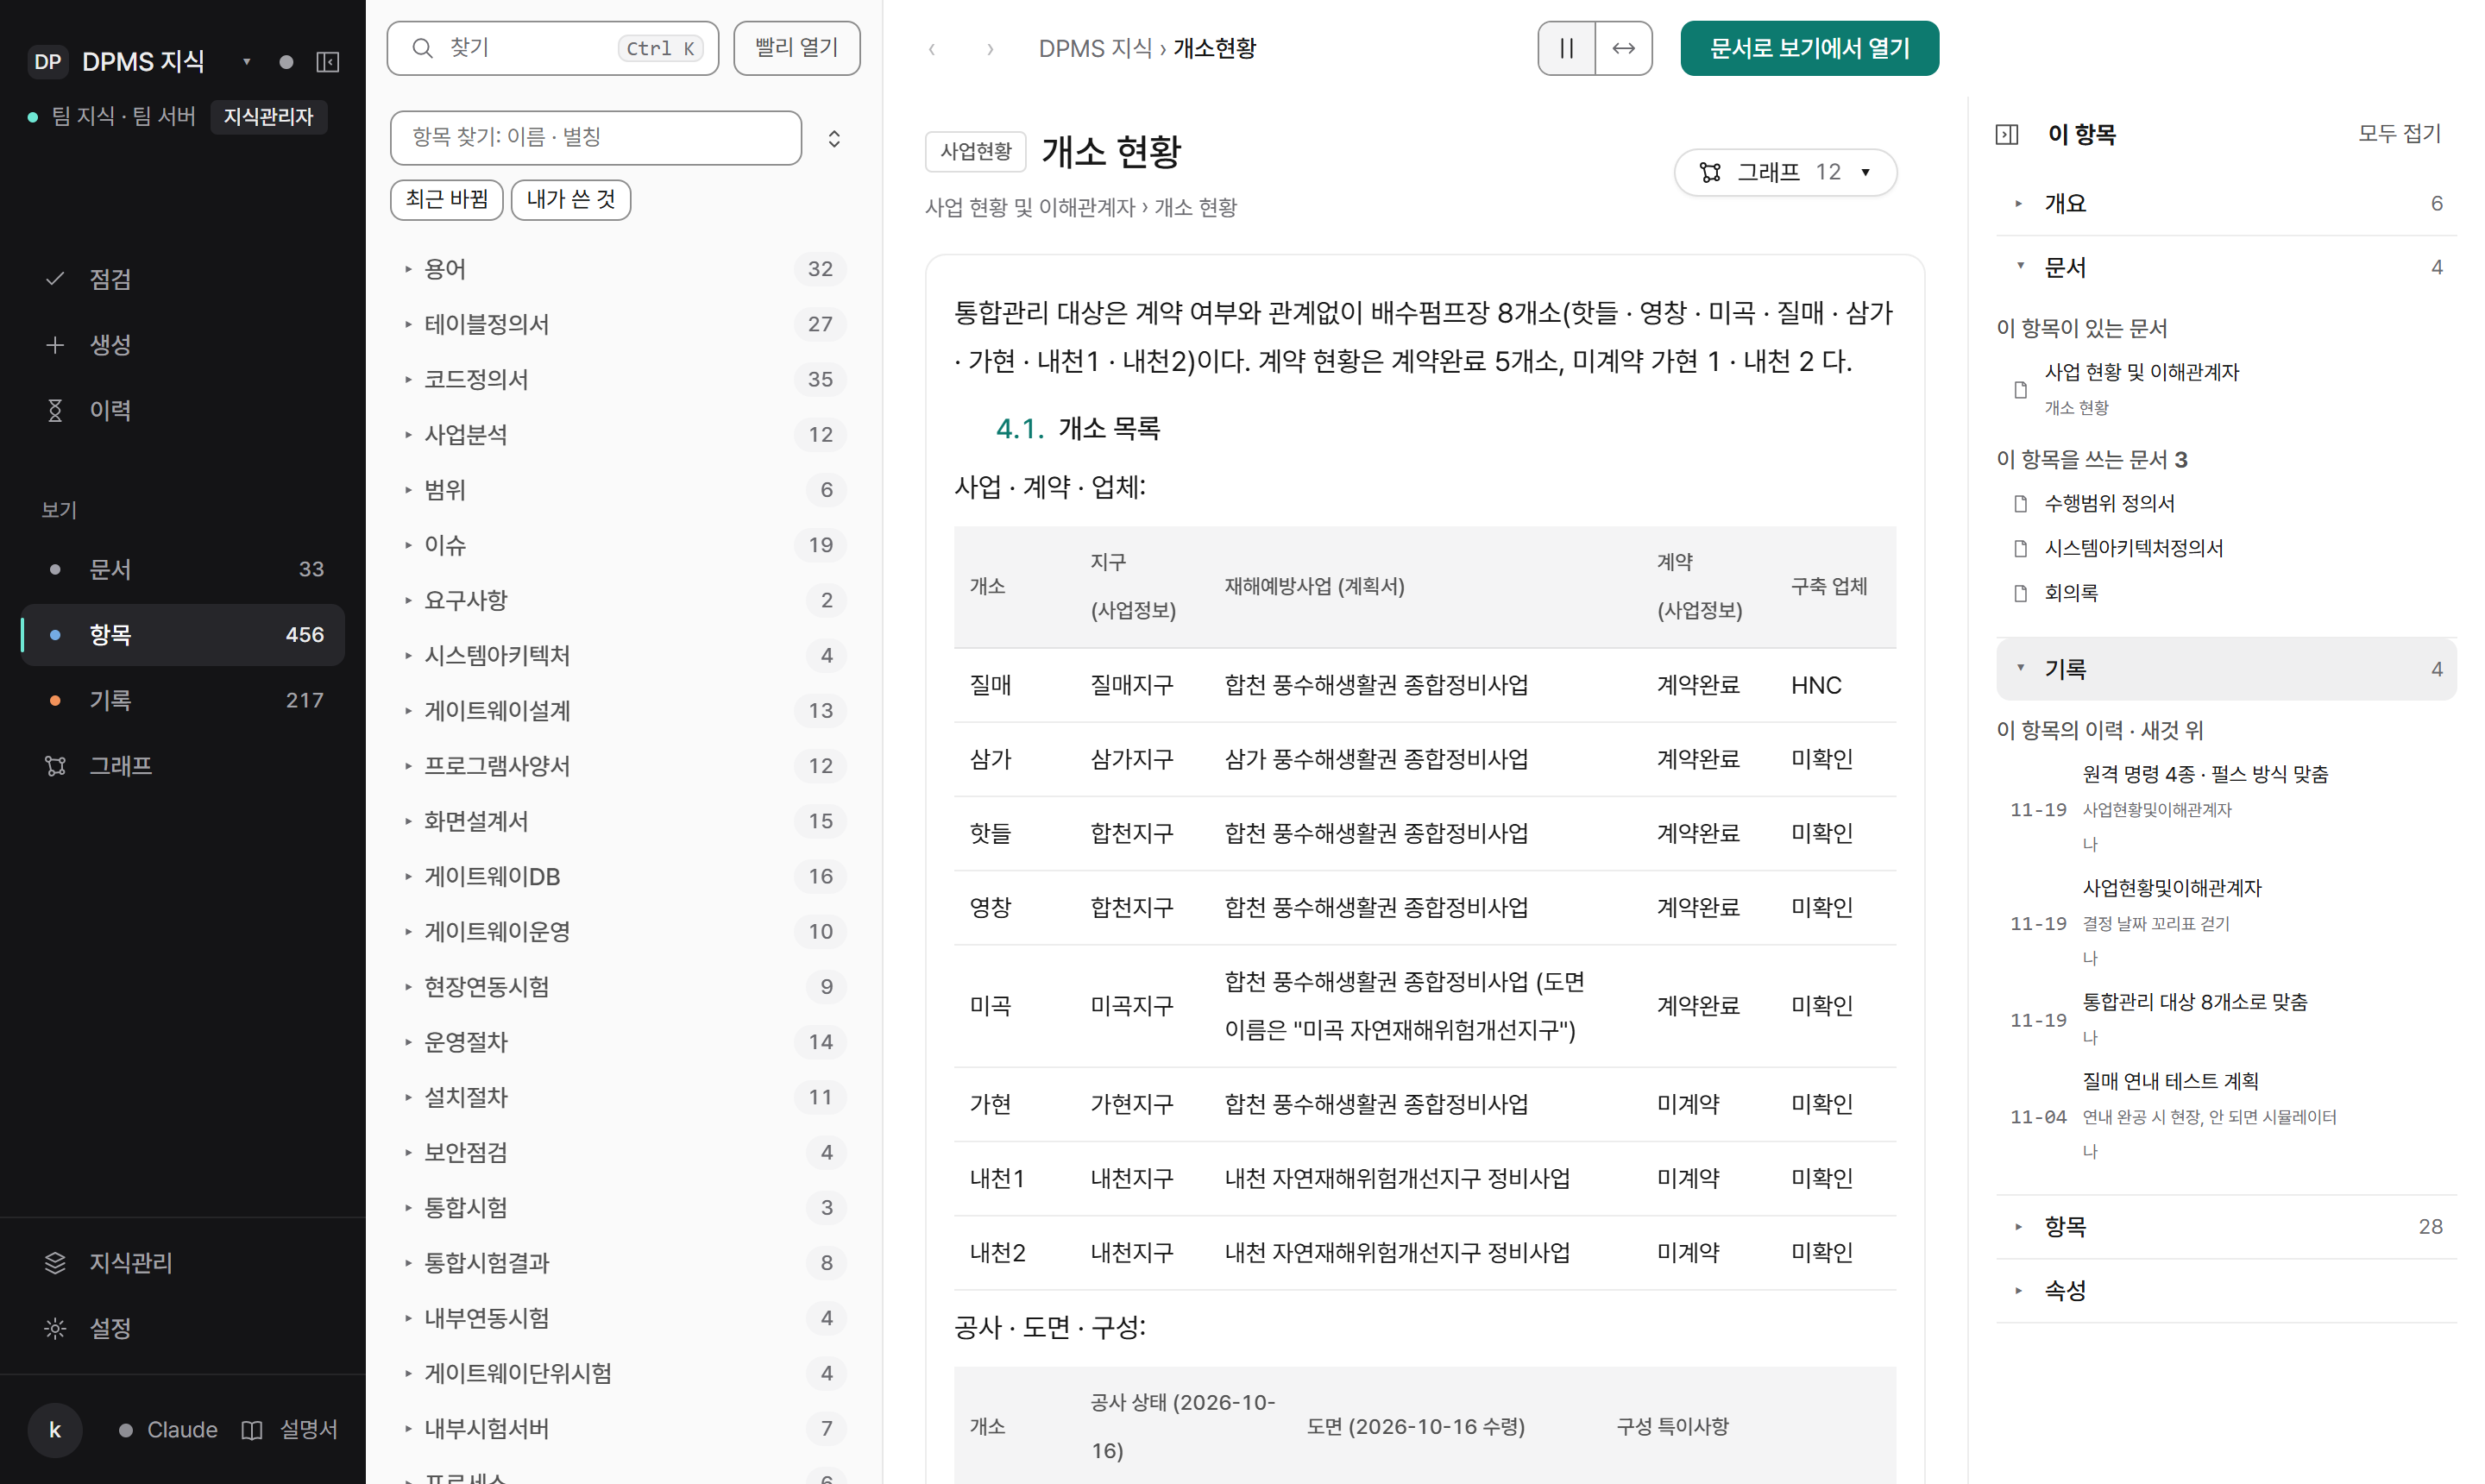 DP DPMS 지식
팀 지식 · 팀 서버 지식관리자
점검
생성
이력
보기
문서 33
항목 456
기록 217
그래프
지식관리
설정
k Claude 설명서
찾기 Ctrl K 빨리 열기
항목 찾기: 이름 · 별칭
최근 바뀜 내가 쓴 것
용어 32
테이블정의서 27
코드정의서 35
사업분석 12
범위 6
이슈 19
요구사항 2
시스템아키텍처 4
게이트웨이설계 13
프로그램사양서 12
화면설계서 15
게이트웨이DB 16
게이트웨이운영 10
현장연동시험 9
운영절차 14
설치절차 11
보안점검 4
통합시험 3
통합시험결과 8
내부연동시험 4
게이트웨이단위시험 4
내부시험서버 7
프로세스 6
DPMS 지식 › 개소현황
문서로 보기에서 열기
사업현황 개소 현황
그래프 12
사업 현황 및 이해관계자 › 개소 현황
통합관리 대상은 계약 여부와 관계없이 배수펌프장 8개소(핫들 · 영창 · 미곡 · 질매 · 삼가
· 가현 · 내천1 · 내천2)이다. 계약 현황은 계약완료 5개소, 미계약 가현 1 · 내천 2 다.
4.1. 개소 목록
사업 · 계약 · 업체:
개소 지구 (사업정보) 재해예방사업 (계획서) 계약 (사업정보) 구축 업체
질매 질매지구 합천 풍수해생활권 종합정비사업 계약완료 HNC
삼가 삼가지구 삼가 풍수해생활권 종합정비사업 계약완료 미확인
핫들 합천지구 합천 풍수해생활권 종합정비사업 계약완료 미확인
영창 합천지구 합천 풍수해생활권 종합정비사업 계약완료 미확인
미곡 미곡지구 합천 풍수해생활권 종합정비사업 (도면 이름은 "미곡 자연재해위험개선지구") 계약완료 미확인
가현 가현지구 합천 풍수해생활권 종합정비사업 미계약 미확인
내천1 내천지구 내천 자연재해위험개선지구 정비사업 미계약 미확인
내천2 내천지구 내천 자연재해위험개선지구 정비사업 미계약 미확인
공사 · 도면 · 구성:
개소 공사 상태 (2026-10-16) 도면 (2026-10-16 수령) 구성 특이사항
이 항목 모두 접기
개요 6
문서 4
이 항목이 있는 문서
사업 현황 및 이해관계자
개소 현황
이 항목을 쓰는 문서 3
수행범위 정의서
시스템아키텍처정의서
회의록
기록 4
이 항목의 이력 · 새것 위
원격 명령 4종 · 펄스 방식 맞춤
11-19 사업현황및이해관계자
나
사업현황및이해관계자
11-19 결정 날짜 꼬리표 걷기
나
통합관리 대상 8개소로 맞춤
11-19
나
질매 연내 테스트 계획
11-04 연내 완공 시 현장, 안 되면 시뮬레이터
나
항목 28
속성